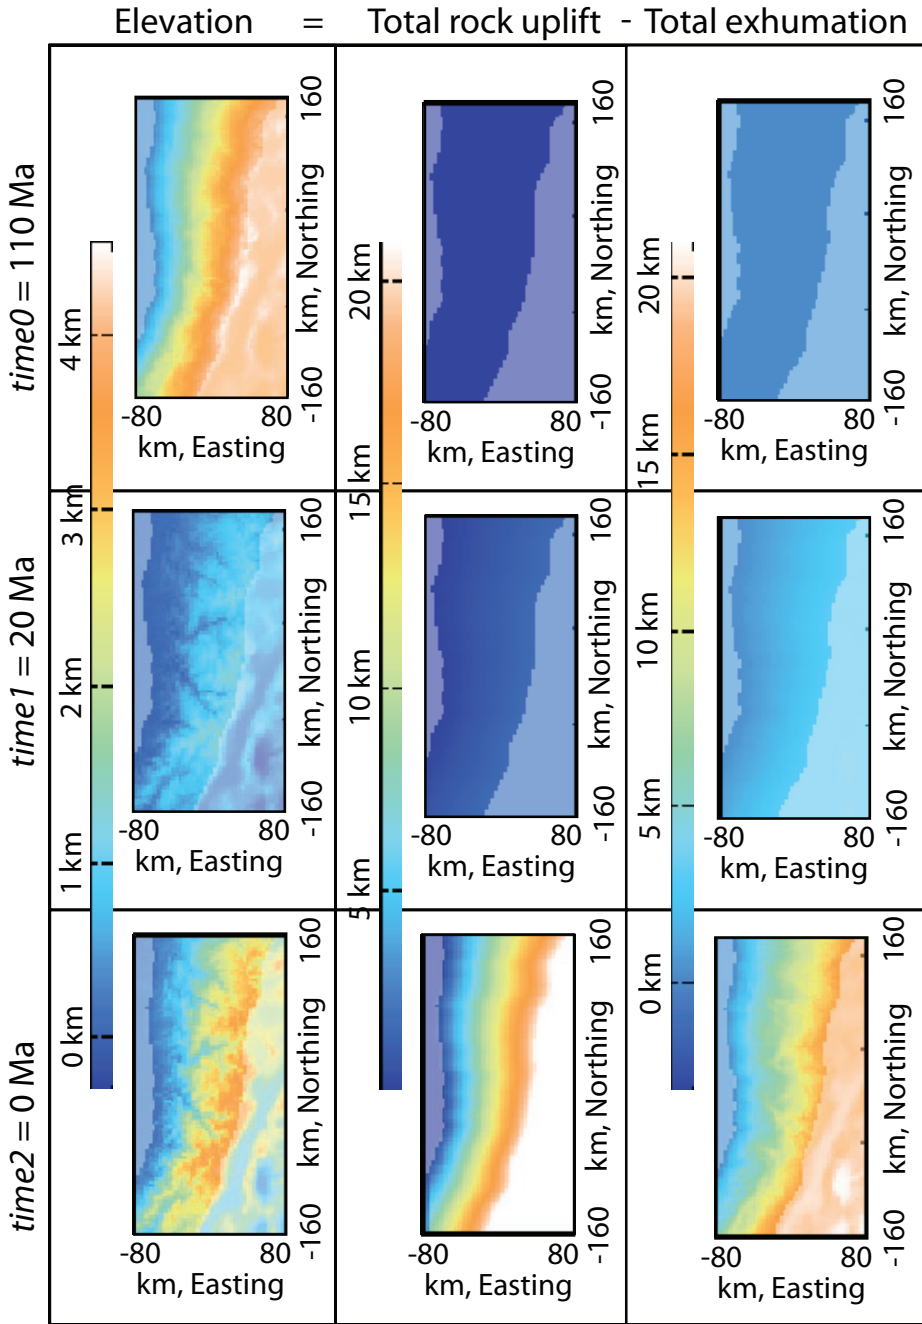 Elevation = Total rock uplift - Total exhumation
time0 = 110 Ma
4 km
3 km
2 km
1 km
0 km
160
km, Northing
-160
-80 80
km, Easting
20 km
15 km
10 km
5 km
160
km, Northing
-160
-80 80
km, Easting
20 km
15 km
10 km
5 km
0 km
160
km, Northing
-160
-80 80
km, Easting
time1 = 20 Ma
160
km, Northing
-160
-80 80
km, Easting
160
km, Northing
-160
-80 80
km, Easting
160
km, Northing
-160
-80 80
km, Easting
time2 = 0 Ma
160
km, Northing
-160
-80 80
km, Easting
160
km, Northing
-160
-80 80
km, Easting
160
km, Northing
-160
-80 80
km, Easting